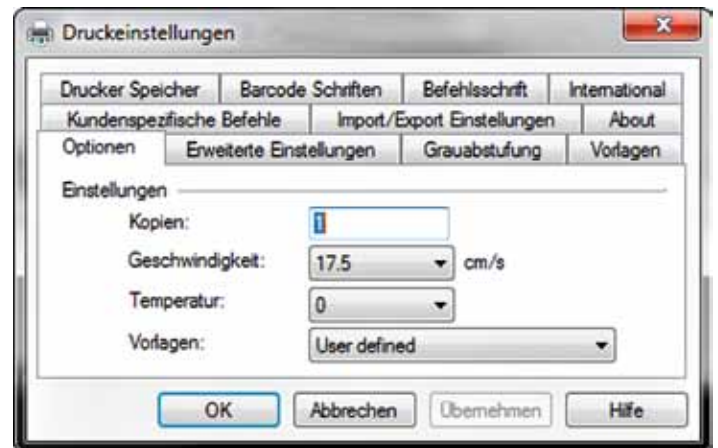 Druckeinstellungen
Drucker Speicher Barcode Schriften Befehlsschrift International
Kundenspezifische Befehle Import/Export Einstellungen About
Optionen Erweiterte Einstellungen Grauabstufung Vorlagen
Einstellungen
Kopien: 1
Geschwindigkeit: 17.5 cm/s
Temperatur: 0
Vorlagen: User defined
OK Abbrechen Übernehmen Hilfe